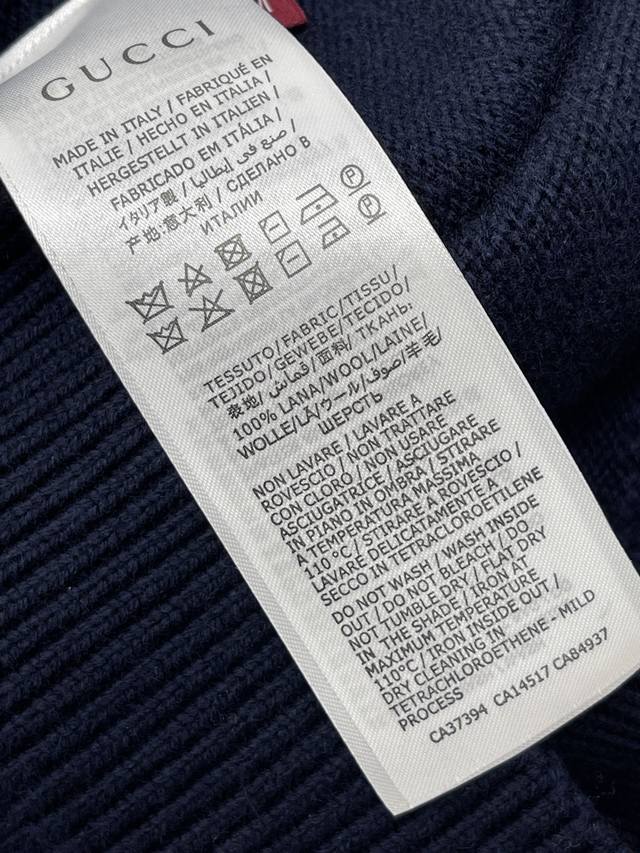 GUCCI
MADE IN ITALY / FABRIQUÉ EN
ITALIE / HECHO EN ITALIA /
HERGESTELLT IN ITALIEN /
FABRICADO EM ITÁLIA /
イタリア製 / صنع في إيطاليا /
产地:意大利 / СДЕЛАНО В
ИТАЛИИ
TESSUTO/FABRIC/TISSU/
TEJIDO/GEWEBE/TECIDO/
表地/قماش/面料/ТКАНЬ:
100% LANA/WOOL/LAINE/
WOLLE/LÃ/ウール/صوف/羊毛/
ШЕРСТЬ
NON LAVARE / LAVARE A
ROVESCIO / NON TRATTARE
CON CLORO / NON USARE
ASCIUGATRICE / ASCIUGARE
IN PIANO IN OMBRA / STIRARE
A TEMPERATURA MASSIMA
110°C / STIRARE A ROVESCIO /
LAVARE DELICATAMENTE A
SECCO IN TETRACLOROETILENE
DO NOT WASH / WASH INSIDE
OUT / DO NOT BLEACH / DO
NOT TUMBLE DRY / FLAT DRY
IN THE SHADE / IRON AT
MAXIMUM TEMPERATURE
110°C / IRON INSIDE OUT /
DRY CLEANING IN
TETRACHLOROETHENE - MILD
PROCESS
CA37394 CA14517 CA84937